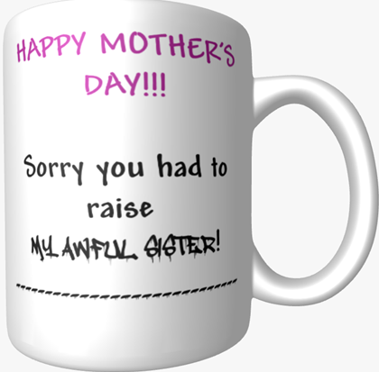 HAPPY MOTHER'S
DAY!!!
Sorry you had to
raise
MY AWFUL SISTER!